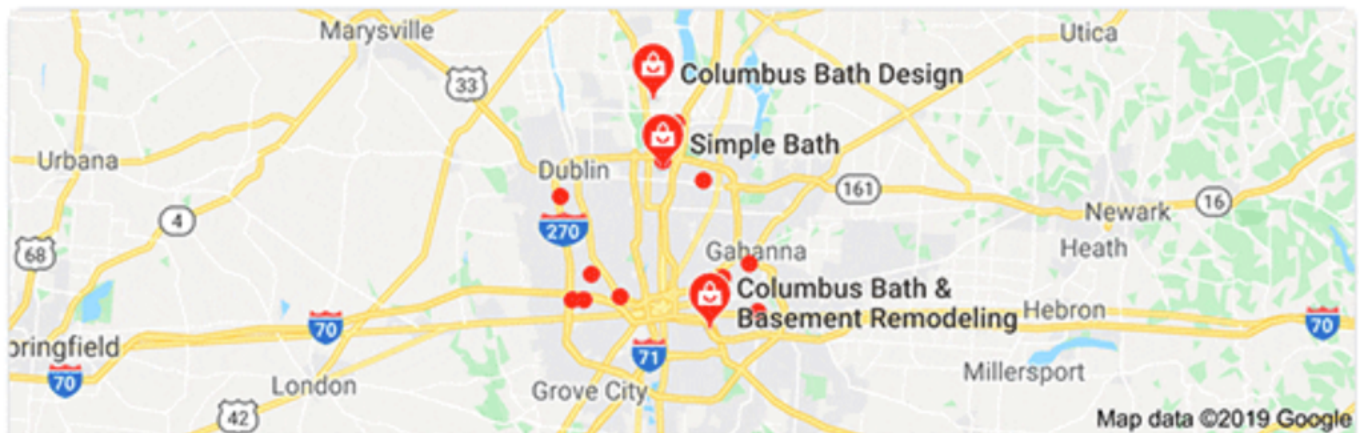 Marysville
Utica
33
Columbus Bath Design
Simple Bath
Urbana
Dublin
161
16
4
Newark
270
68
Gahanna
Heath
Columbus Bath &
Basement Remodeling
Hebron
70
70
pringfield
71
70
London
Grove City
Millersport
42
Map data ©2019 Google